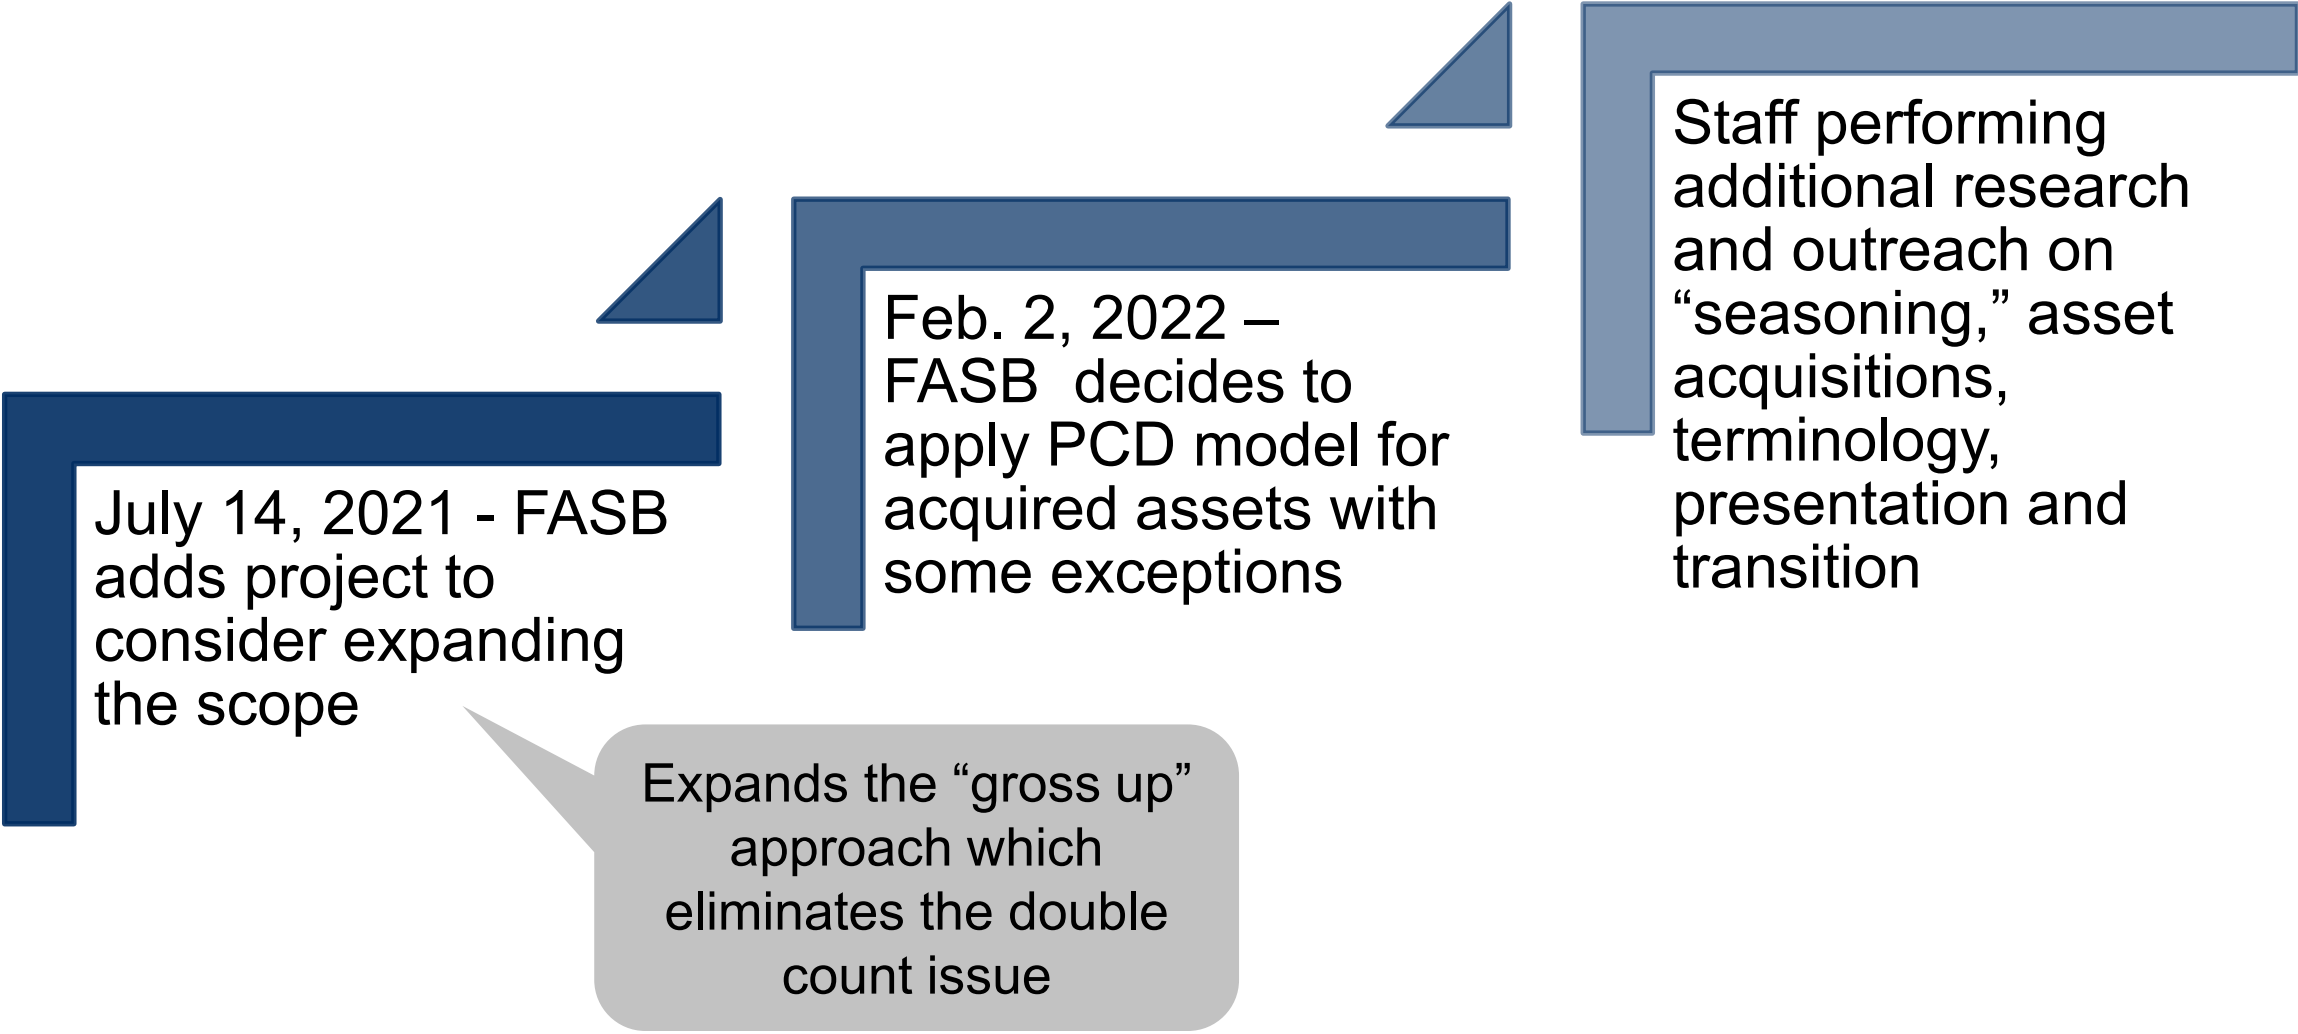 July 14, 2021 - FASB
adds project to
consider expanding
the scope
Expands the “gross up”
approach which
eliminates the double
count issue
Feb. 2, 2022 –
FASB  decides to
apply PCD model for
acquired assets with
some exceptions
Staff performing
additional research
and outreach on
“seasoning,” asset
acquisitions,
terminology,
presentation and
transition